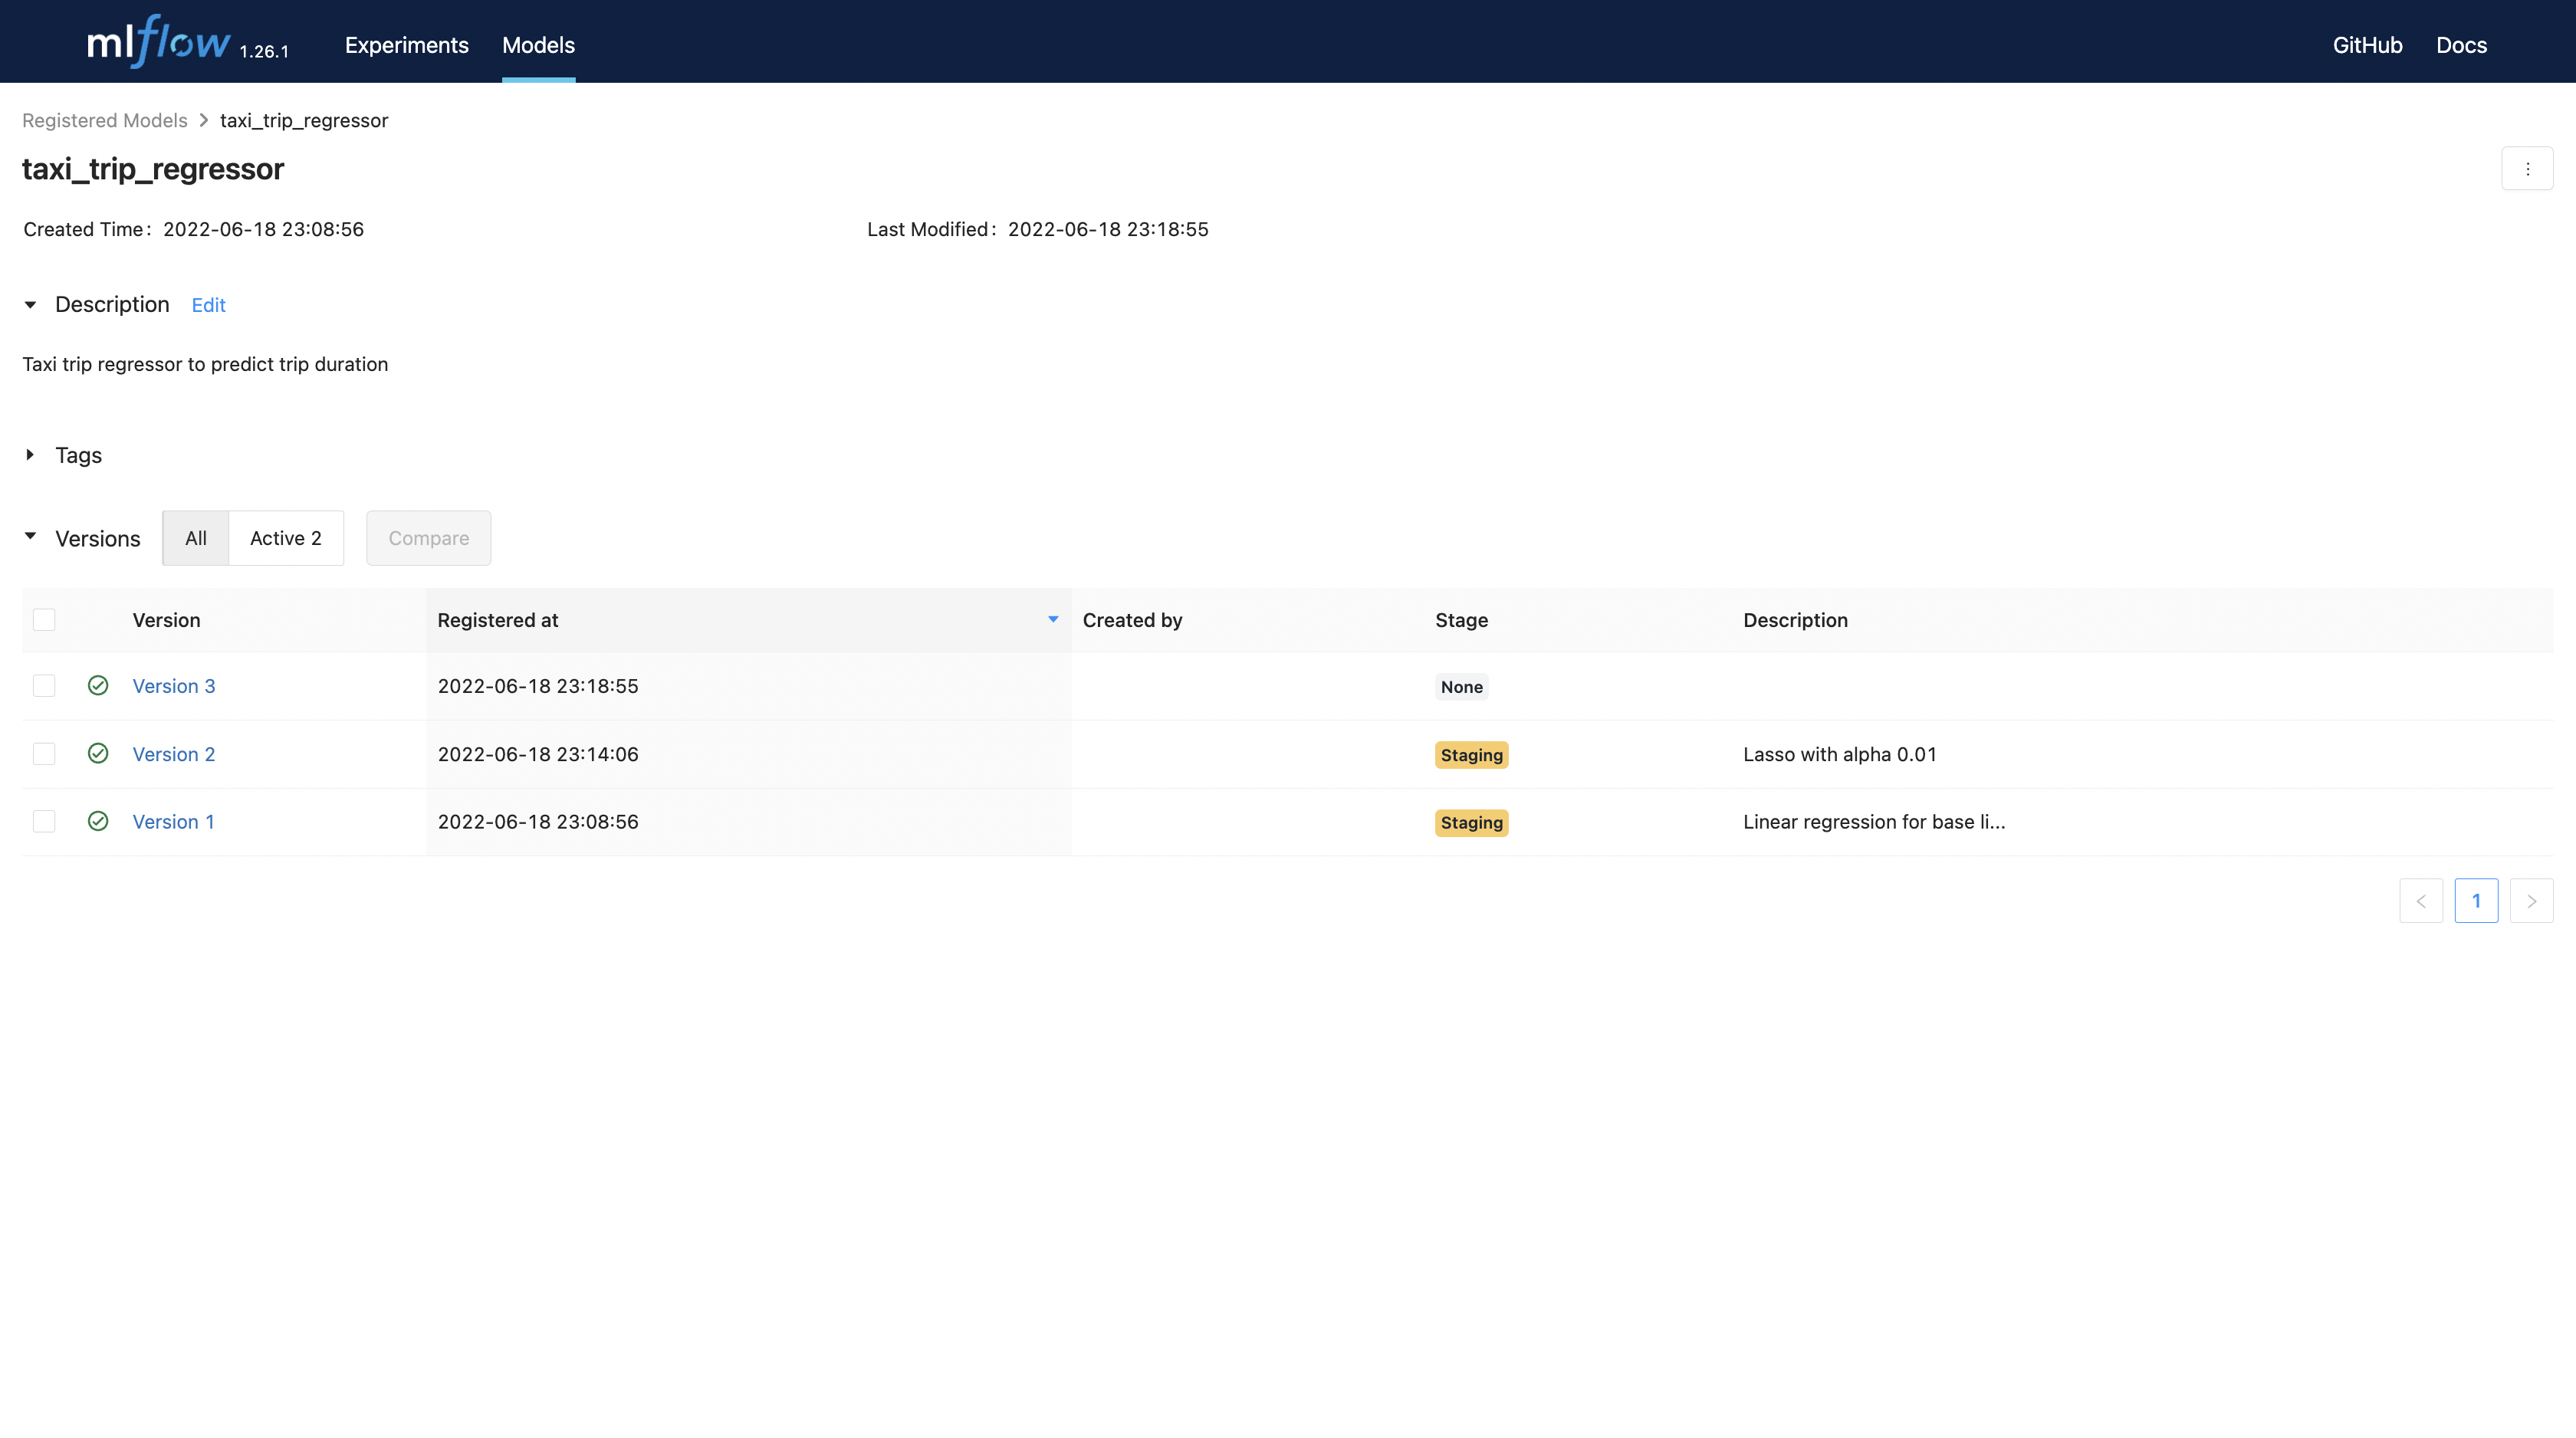 mlflow 1.26.1 Experiments Models GitHub Docs
Registered Models > taxi_trip_regressor
taxi_trip_regressor
Created Time: 2022-06-18 23:08:56 Last Modified: 2022-06-18 23:18:55
Description Edit
Taxi trip regressor to predict trip duration
Tags
Versions All Active 2 Compare
Version Registered at Created by Stage Description
Version 3 2022-06-18 23:18:55 None
Version 2 2022-06-18 23:14:06 Staging Lasso with alpha 0.01
Version 1 2022-06-18 23:08:56 Staging Linear regression for base li...
< 1 >